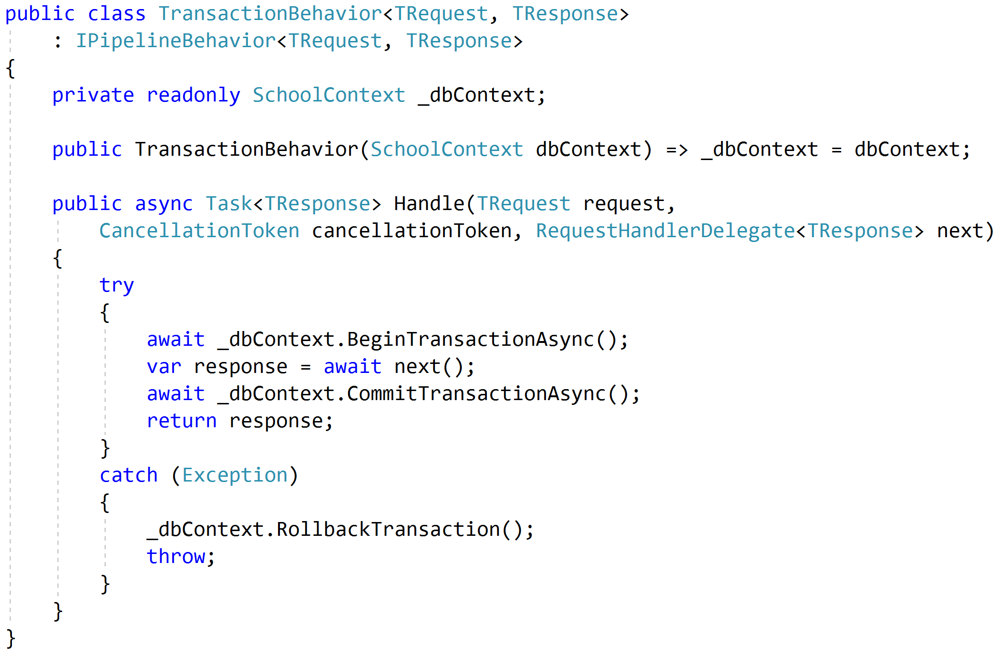 public class TransactionBehavior<TRequest, TResponse>
    : IPipelineBehavior<TRequest, TResponse>
{
    private readonly SchoolContext _dbContext;

    public TransactionBehavior(SchoolContext dbContext) => _dbContext = dbContext;

    public async Task<TResponse> Handle(TRequest request,
        CancellationToken cancellationToken, RequestHandlerDelegate<TResponse> next)
    {
        try
        {
            await _dbContext.BeginTransactionAsync();
            var response = await next();
            await _dbContext.CommitTransactionAsync();
            return response;
        }
        catch (Exception)
        {
            _dbContext.RollbackTransaction();
            throw;
        }
    }
}